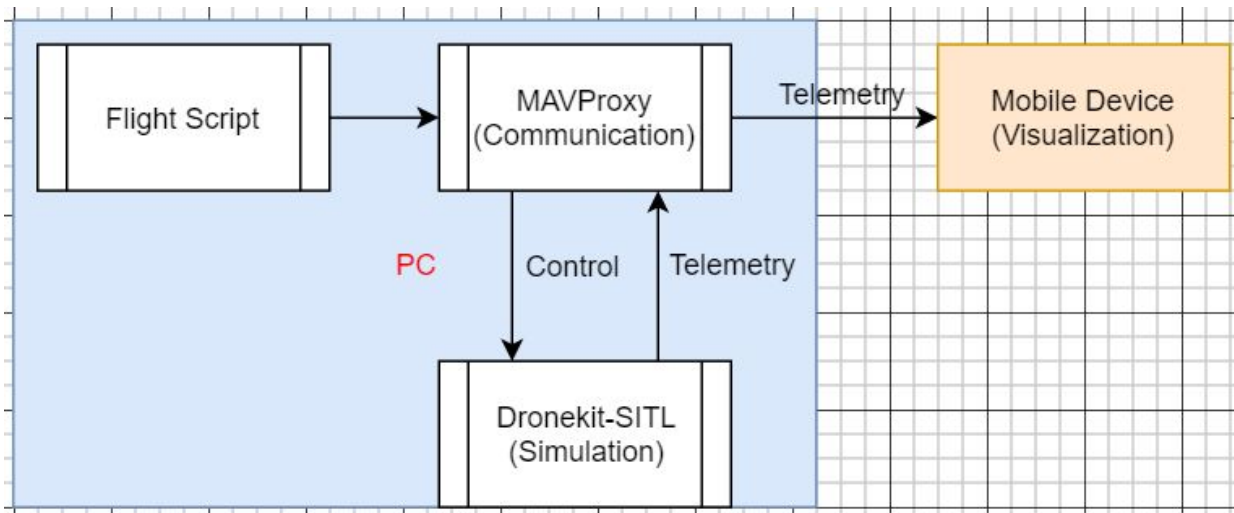 Flight Script
MAVProxy
(Communication)
Telemetry
Mobile Device
(Visualization)
PC
Control
Telemetry
Dronekit-SITL
(Simulation)